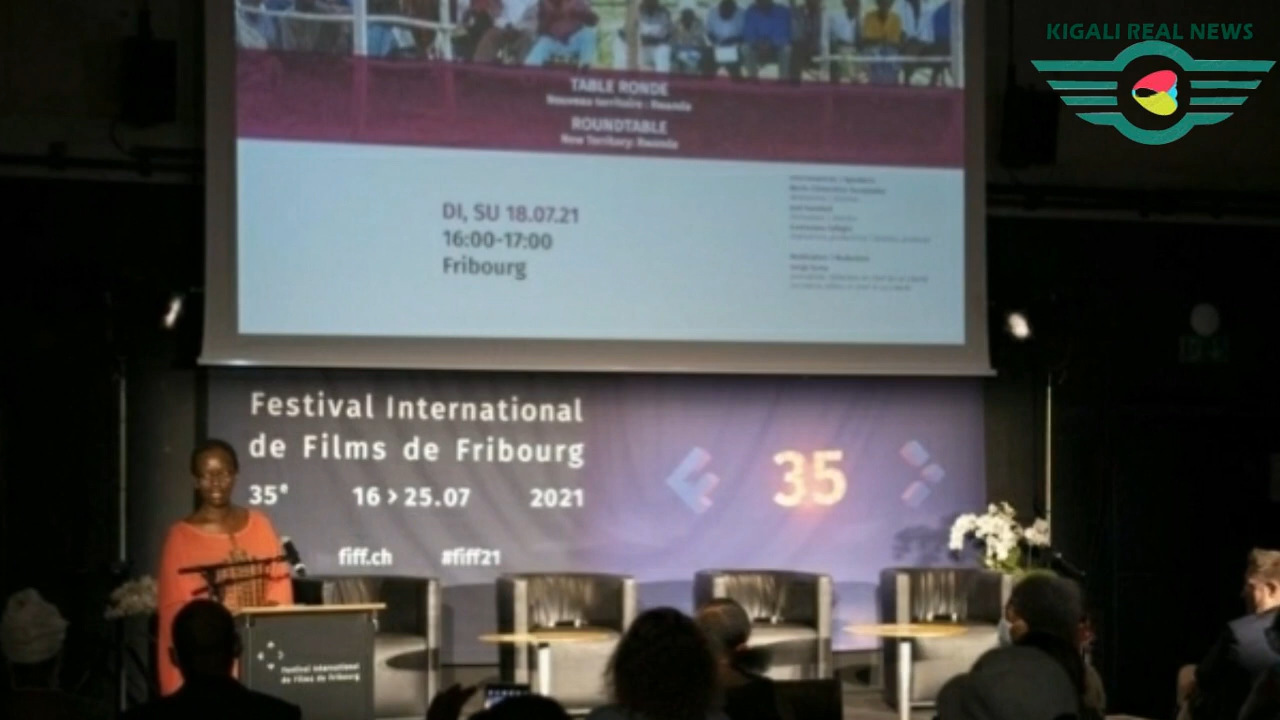 KIGALI REAL NEWS
TABLE RONDE
Nouveau territoire : Rwanda
ROUNDTABLE
New Territory: Rwanda
DI, SU 18.07.21
16:00-17:00
Fribourg
Festival International
de Films de Fribourg
35
35e 16 > 25.07 2021
fiff.ch #fiff21
Festival International
de Films de Fribourg